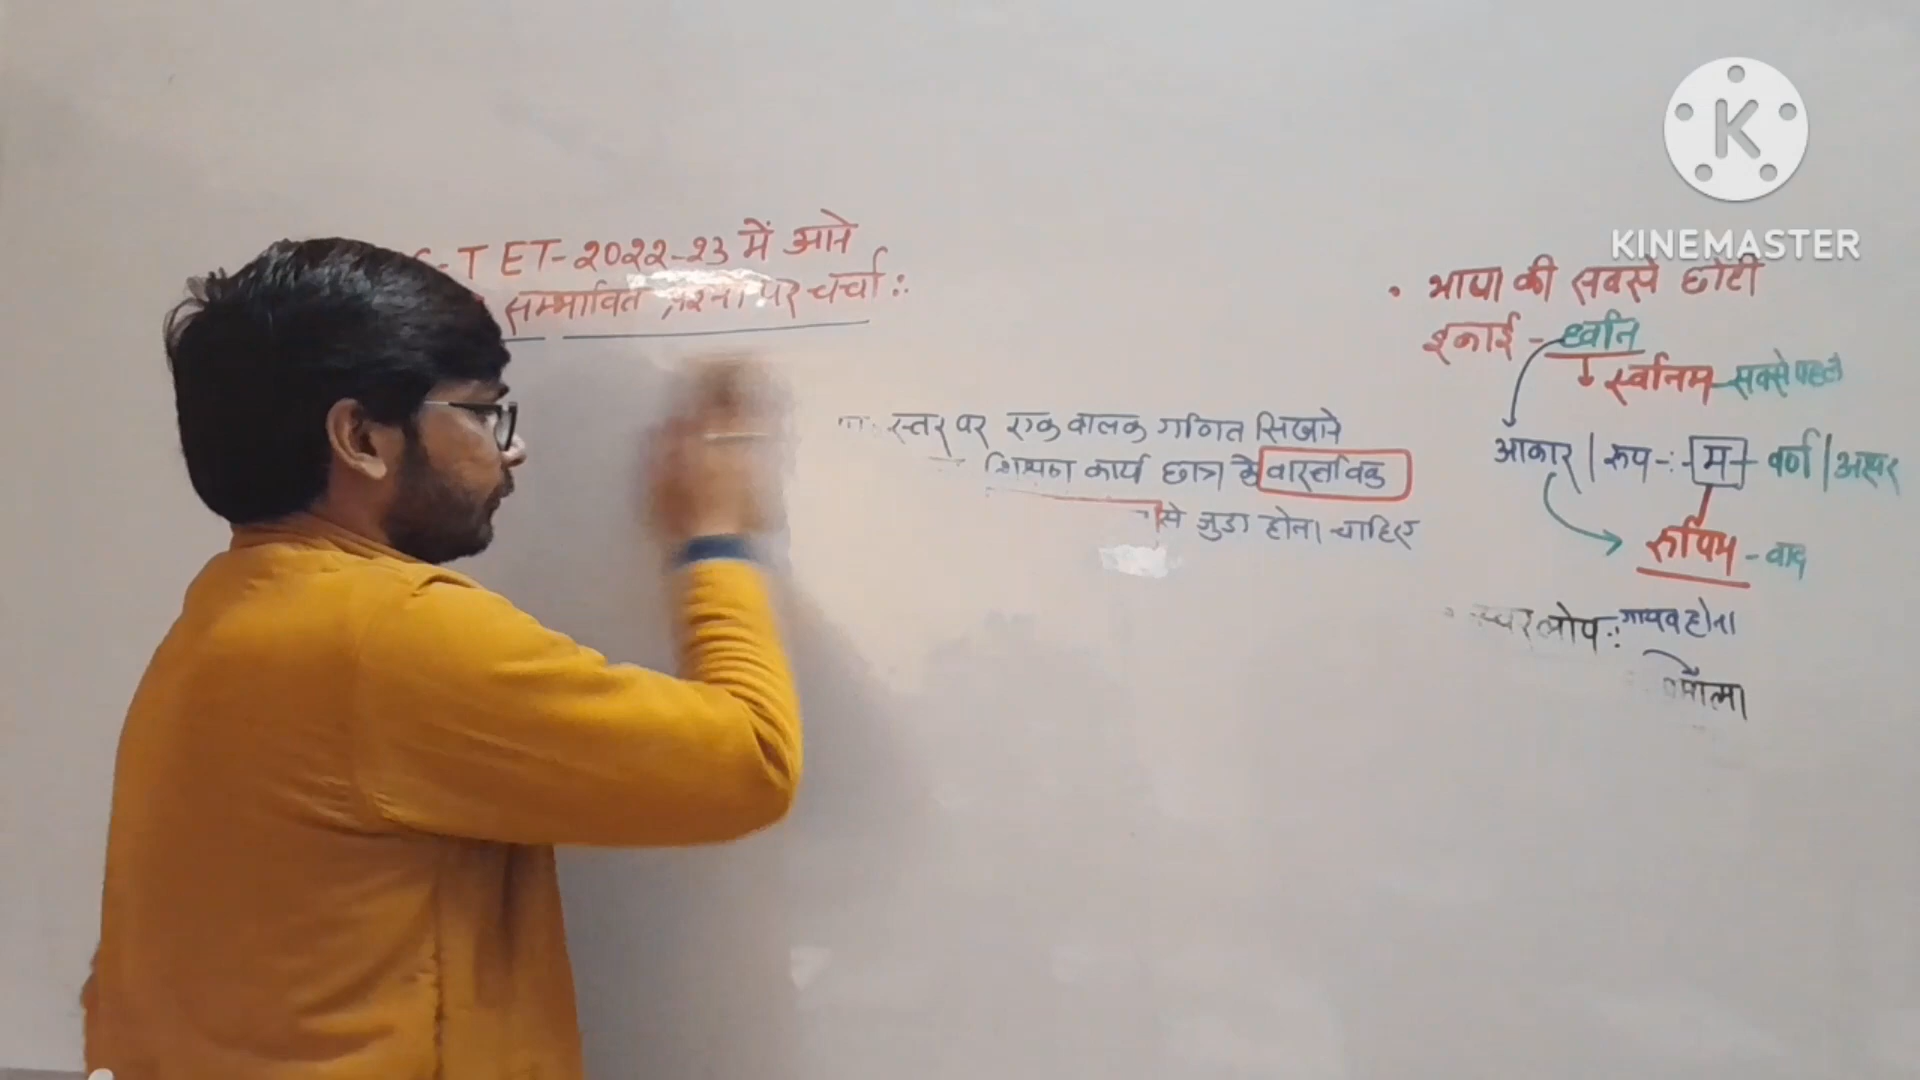 -TET-2022-23 में आने
सम्भावित प्रश्नों पर चर्चा :
स्तर पर एक बालक गणित सिखाने
शिक्षण कार्य छात्र के वास्तविक
से जुडा होना चाहिए
• भाषा की सबसे छोटी
इकाई - ध्वनि
स्वनिम - सबसे पहले
आकार | रूप -: म - वर्ण | अक्षर
रूपिम - बाद
स्वर लोप : गायब होना
KINEMASTER